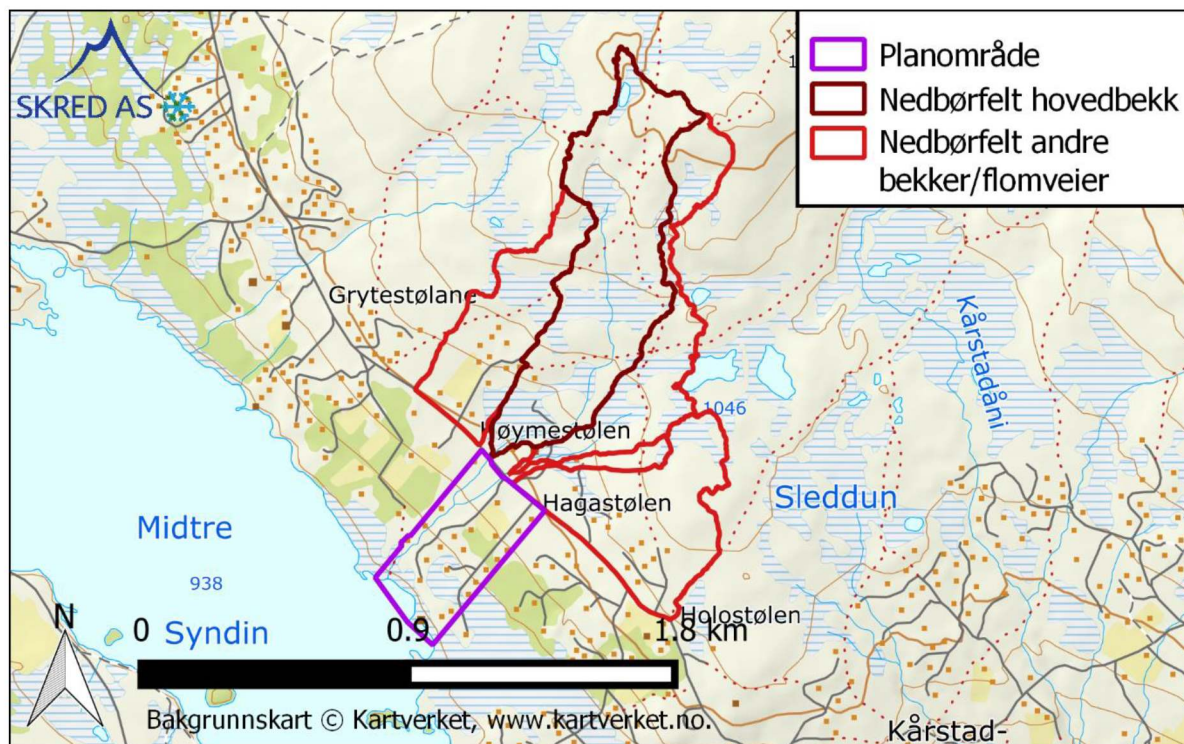 SKRED AS
Planområde
Nedbørfelt hovedbekk
Nedbørfelt andre
bekker/flomveier
Grytestølane
Høymestølen
1046
Kårstadåni
Hagastølen
Sleddun
Midtre
938
Syndin
Holostølen
N
0
0.9
1.8 km
Bakgrunnskart © Kartverket, www.kartverket.no.
Kårstad-